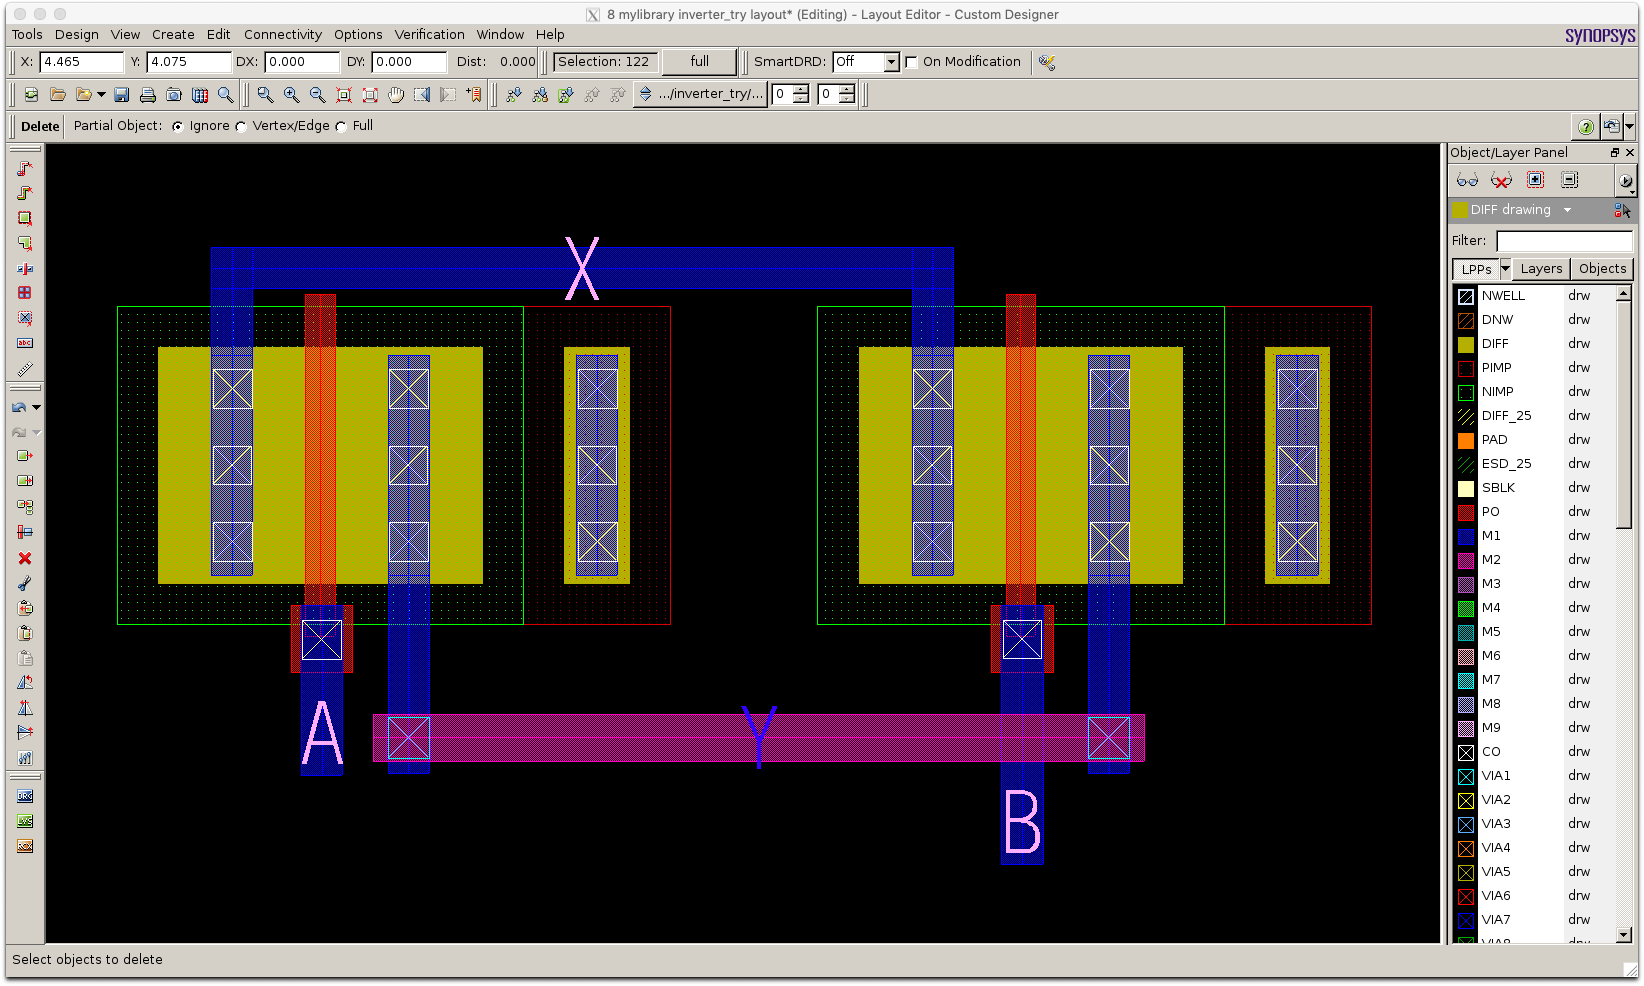 8 mylibrary inverter_try layout* (Editing) - Layout Editor - Custom Designer
Tools Design View Create Edit Connectivity Options Verification Window Help
SYNOPSYS
X: 4.465 Y: 4.075 DX: 0.000 DY: 0.000 Dist: 0.000 Selection: 122 full SmartDRD: Off On Modification
.../inverter_try/... 0 0
Delete Partial Object: Ignore Vertex/Edge Full
Object/Layer Panel
DIFF drawing
Filter:
LPPs Layers Objects
NWELL drw
DNW drw
DIFF drw
PIMP drw
NIMP drw
DIFF_25 drw
PAD drw
ESD_25 drw
SBLK drw
PO drw
M1 drw
M2 drw
M3 drw
M4 drw
M5 drw
M6 drw
M7 drw
M8 drw
M9 drw
CO drw
VIA1 drw
VIA2 drw
VIA3 drw
VIA4 drw
VIA5 drw
VIA6 drw
VIA7 drw
VIA8 drw
X
A
Y
B
abc
DRC
LVS
Select objects to delete